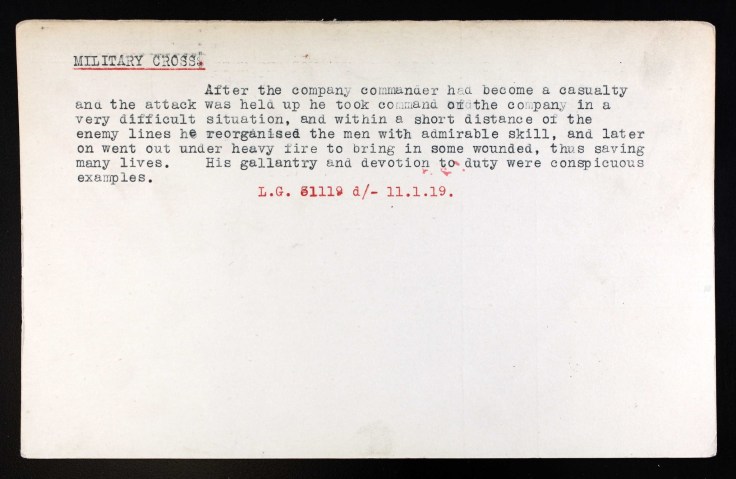 MILITARY CROSS.
After the company commander had become a casualty
and the attack was held up he took command of the company in a
very difficult situation, and within a short distance of the
enemy lines he reorganised the men with admirable skill, and later
on went out under heavy fire to bring in some wounded, thus saving
many lives. His gallantry and devotion to duty were conspicuous
examples.
L.G. 31119 d/- 11.1.19.